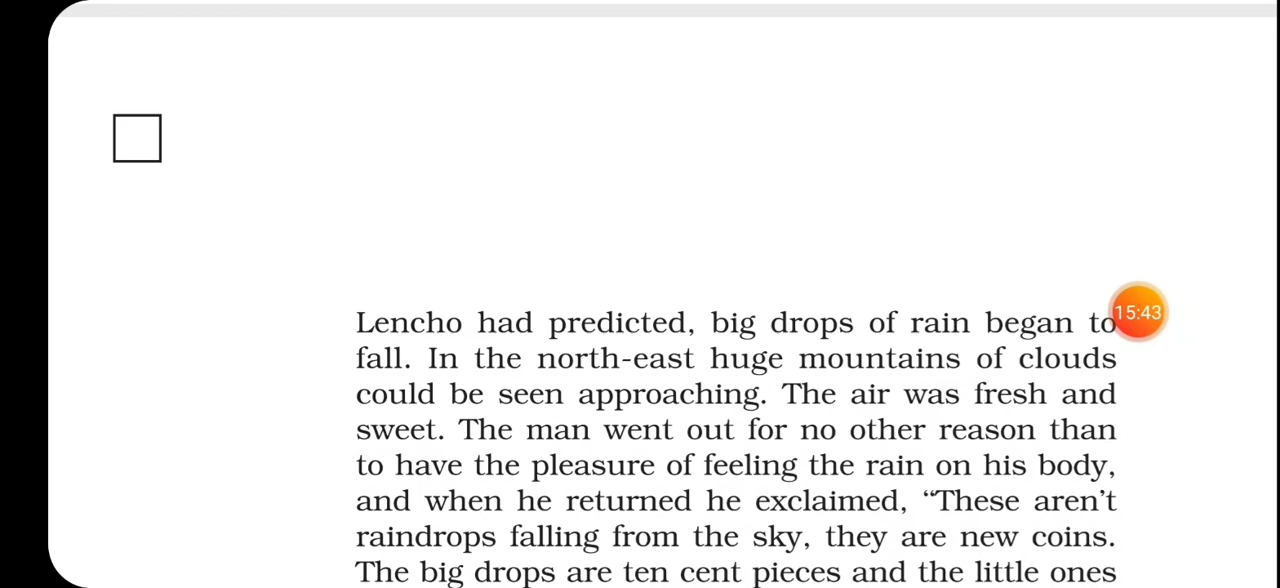 Lencho had predicted, big drops of rain began to
15:43
fall. In the north-east huge mountains of clouds
could be seen approaching. The air was fresh and
sweet. The man went out for no other reason than
to have the pleasure of feeling the rain on his body,
and when he returned he exclaimed, “These aren’t
raindrops falling from the sky, they are new coins.
The big drops are ten cent pieces and the little ones